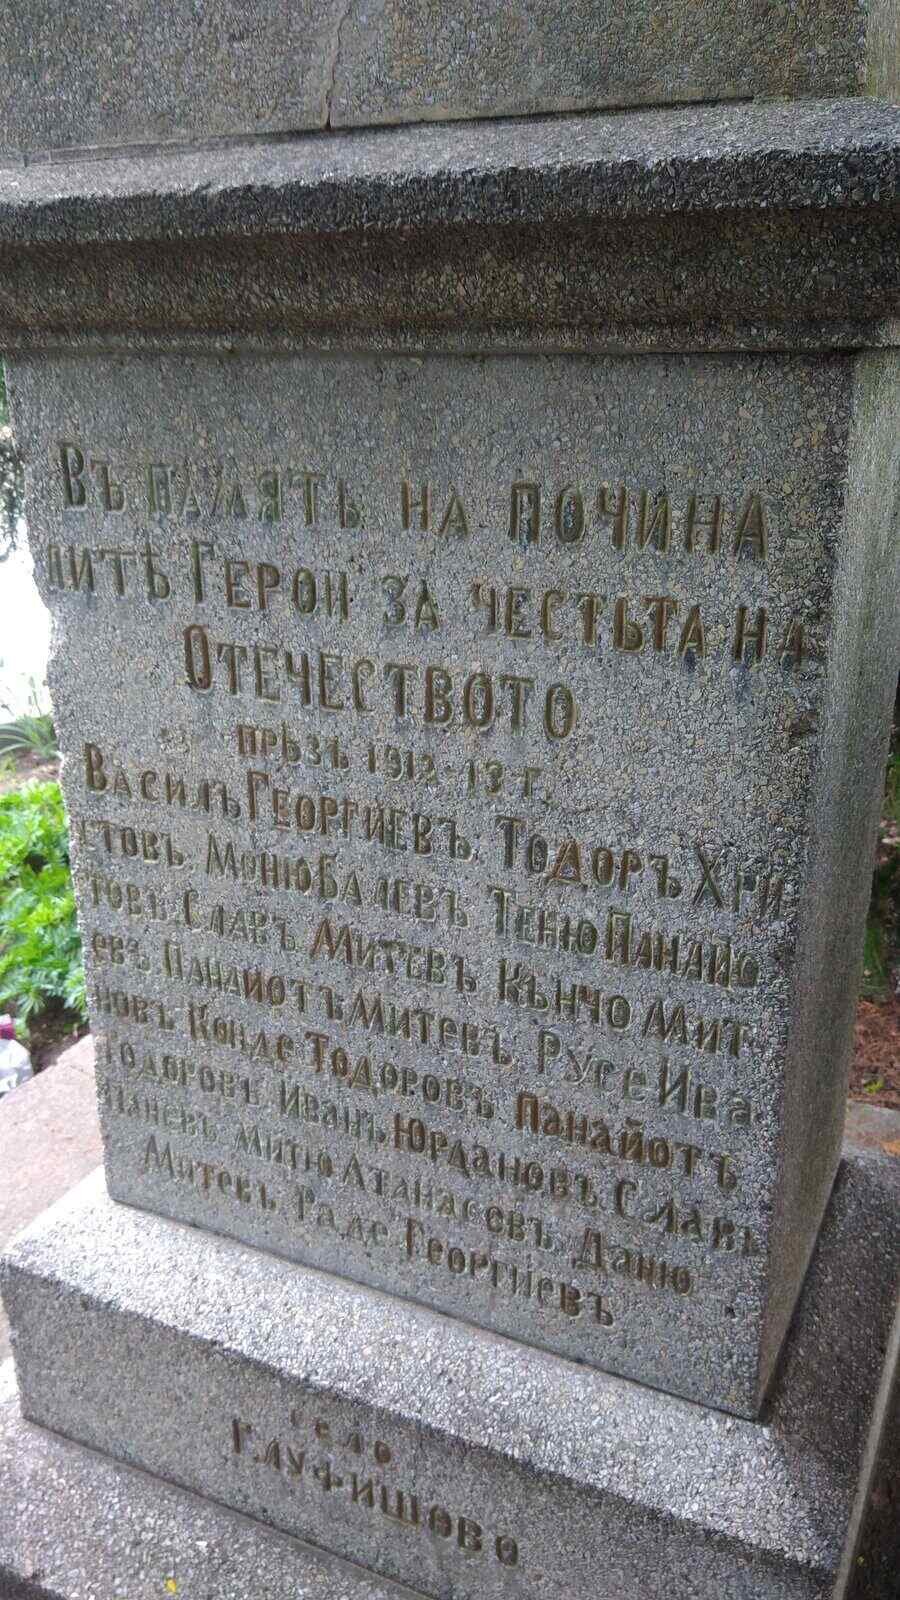 Въ память на почина
литѣ Герои за честьта на
Отечеството
прѣзъ 1912-13 г.
Василъ Георгиевъ Тодоръ Хри
стовъ Моню Балевъ Теню Панайо
товъ Славъ Митевъ Кънчо Мит
евъ Панайотъ Митевъ Русе Ива
новъ Конде Тодоровъ Панайотъ
Тодоровъ Иванъ Юрдановъ Славъ
Паневъ Митю Атанасовъ Даню
Митевъ Раде Георгиевъ
село
Глуфишово